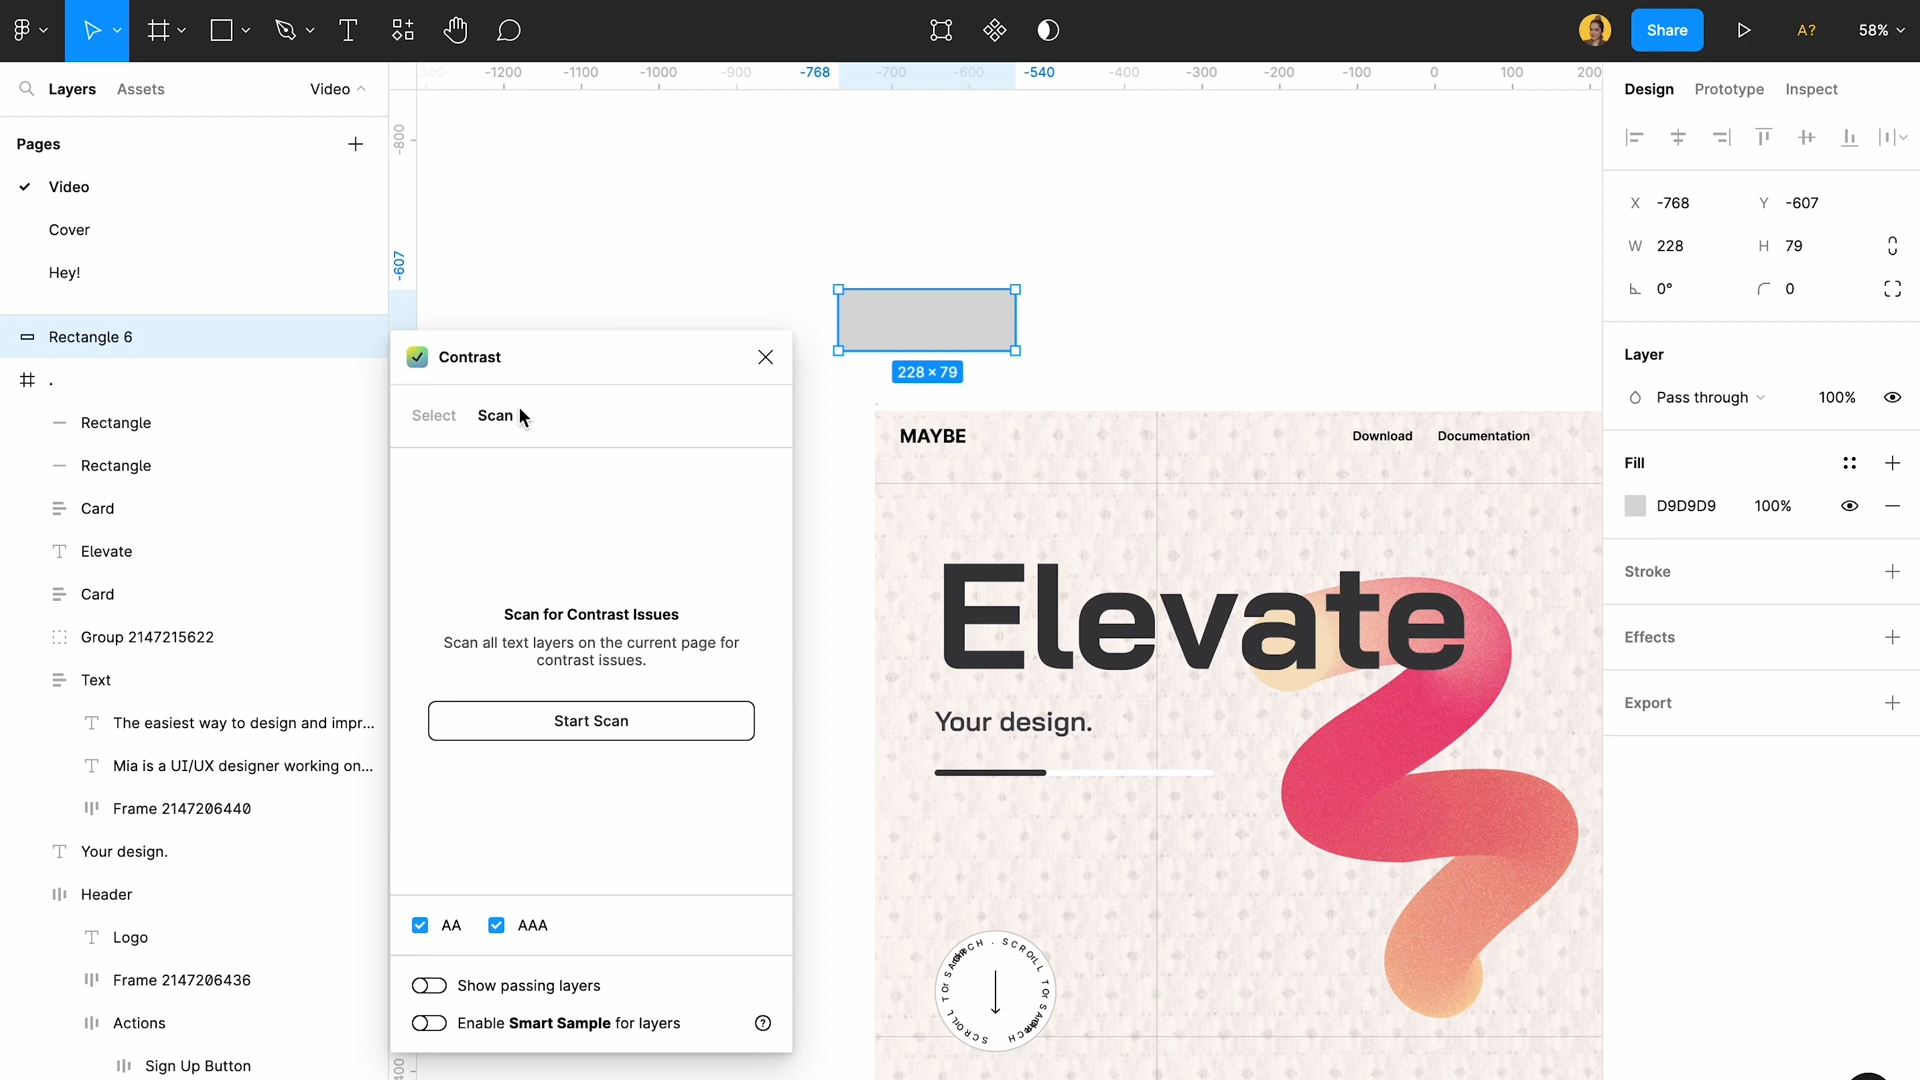 Share
A?
58%
Layers
Assets
Video
Pages
Video
Cover
Hey!
Rectangle 6
.
Rectangle
Rectangle
Card
Elevate
Card
Group 2147215622
Text
The easiest way to design and impr...
Mia is a UI/UX designer working on...
Frame 2147206440
Your design.
Header
Logo
Frame 2147206436
Actions
Sign Up Button
300
-1200
-1100
-1000
-900
-768
-700
-600
-540
-400
-300
-200
-100
0
100
200
-800
-607
400
228 × 79
Contrast
Select
Scan
Scan for Contrast Issues
Scan all text layers on the current page for
contrast issues.
Start Scan
AA
AAA
Show passing layers
Enable Smart Sample for layers
?
MAYBE
Download
Documentation
Elevate
Your design.
Design
Prototype
Inspect
X -768
Y -607
W 228
H 79
0°
0
Layer
Pass through
100%
Fill
D9D9D9
100%
Stroke
Effects
Export